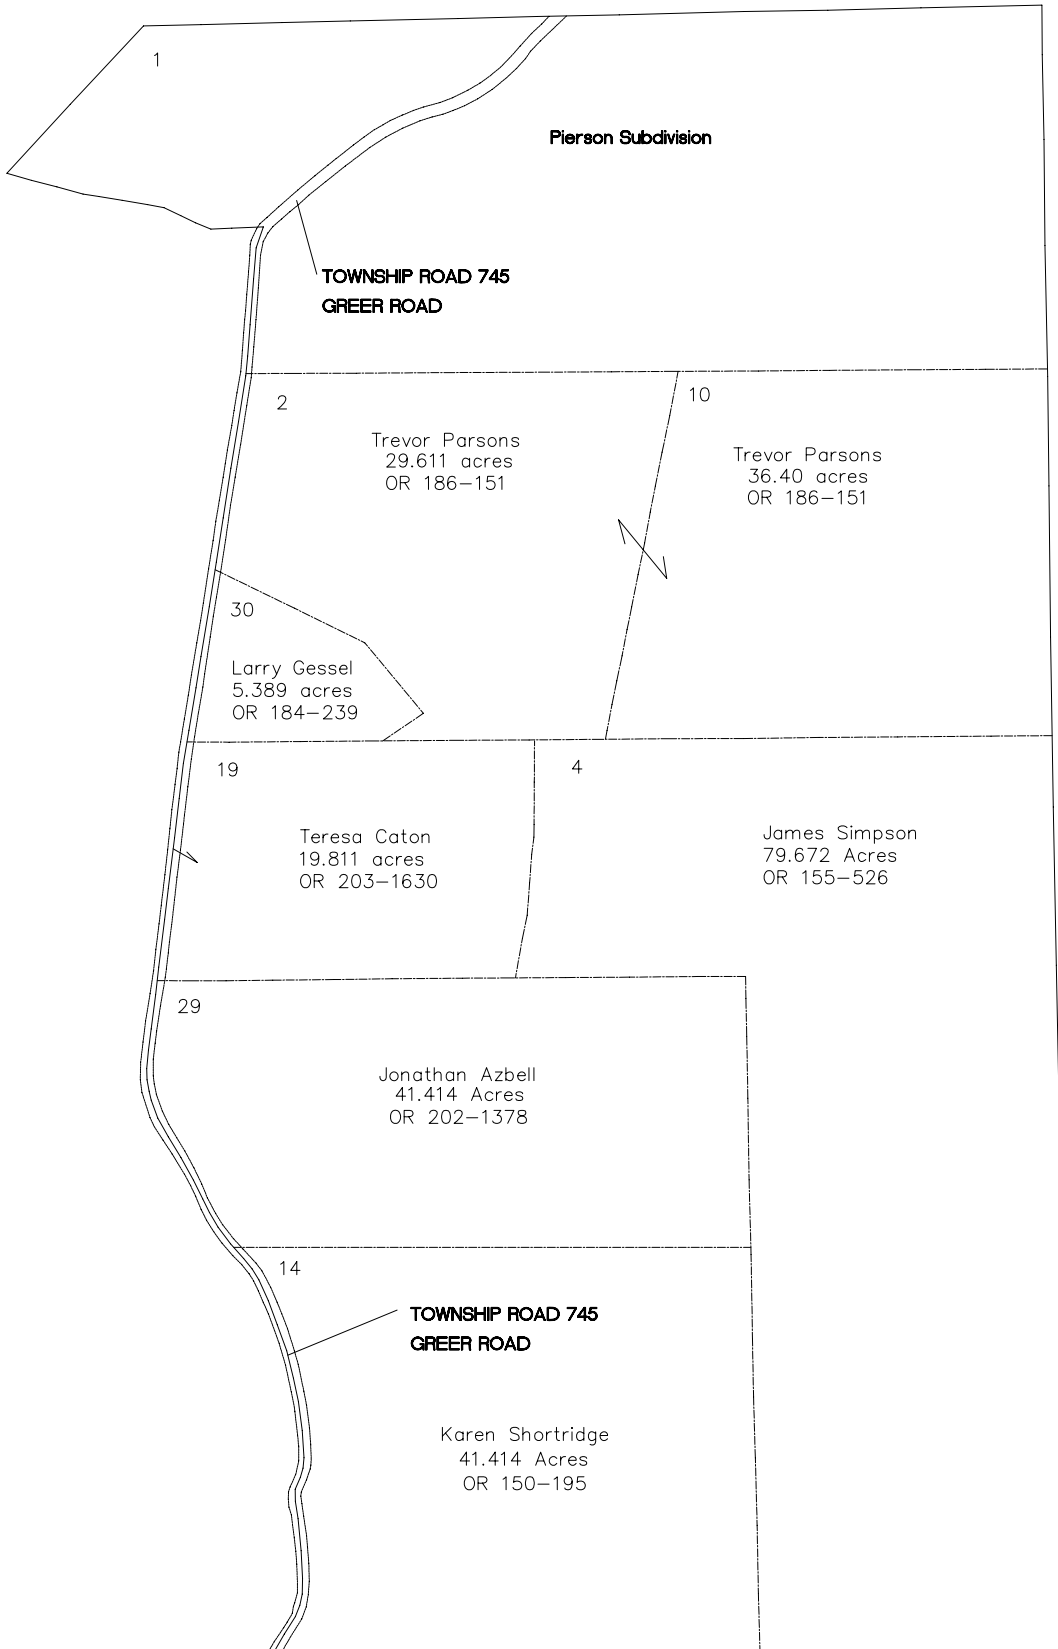 1
Pierson Subdivision
TOWNSHIP ROAD 745
GREER ROAD
2
Trevor Parsons
29.611 acres
OR 186-151
10
Trevor Parsons
36.40 acres
OR 186-151
30
Larry Gessel
5.389 acres
OR 184-239
19
Teresa Caton
19.811 acres
OR 203-1630
4
James Simpson
79.672 Acres
OR 155-526
29
Jonathan Azbell
41.414 Acres
OR 202-1378
14
TOWNSHIP ROAD 745
GREER ROAD
Karen Shortridge
41.414 Acres
OR 150-195